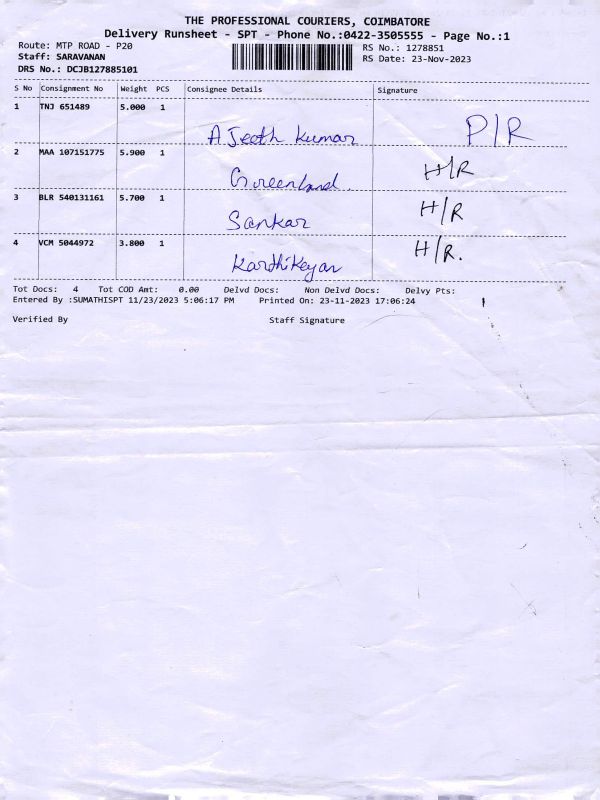 THE PROFESSIONAL COURIERS, COIMBATORE
Delivery Runsheet - SPT - Phone No.:0422-3505555 - Page No.:1
Route: MTP ROAD - P20 RS No.: 1278851
Staff: SARAVANAN RS Date: 23-Nov-2023
DRS No.: DCJB127885101
S No Consignment No Weight PCS Consignee Details Signature
1 TNJ 651489 5.000 1
A Jeeth Kumar P/R
2 MAA 107151775 5.900 1
Greenland. H/R
3 BLR 540131161 5.700 1
Sankar H/R
4 VCM 5044972 3.800 1
Karthikeyan H/R.
Tot Docs: 4 Tot COD Amt: 0.00 Delvd Docs: Non Delvd Docs: Delvy Pts:
Entered By :SUMATHISPT 11/23/2023 5:06:17 PM Printed On: 23-11-2023 17:06:24
Verified By Staff Signature